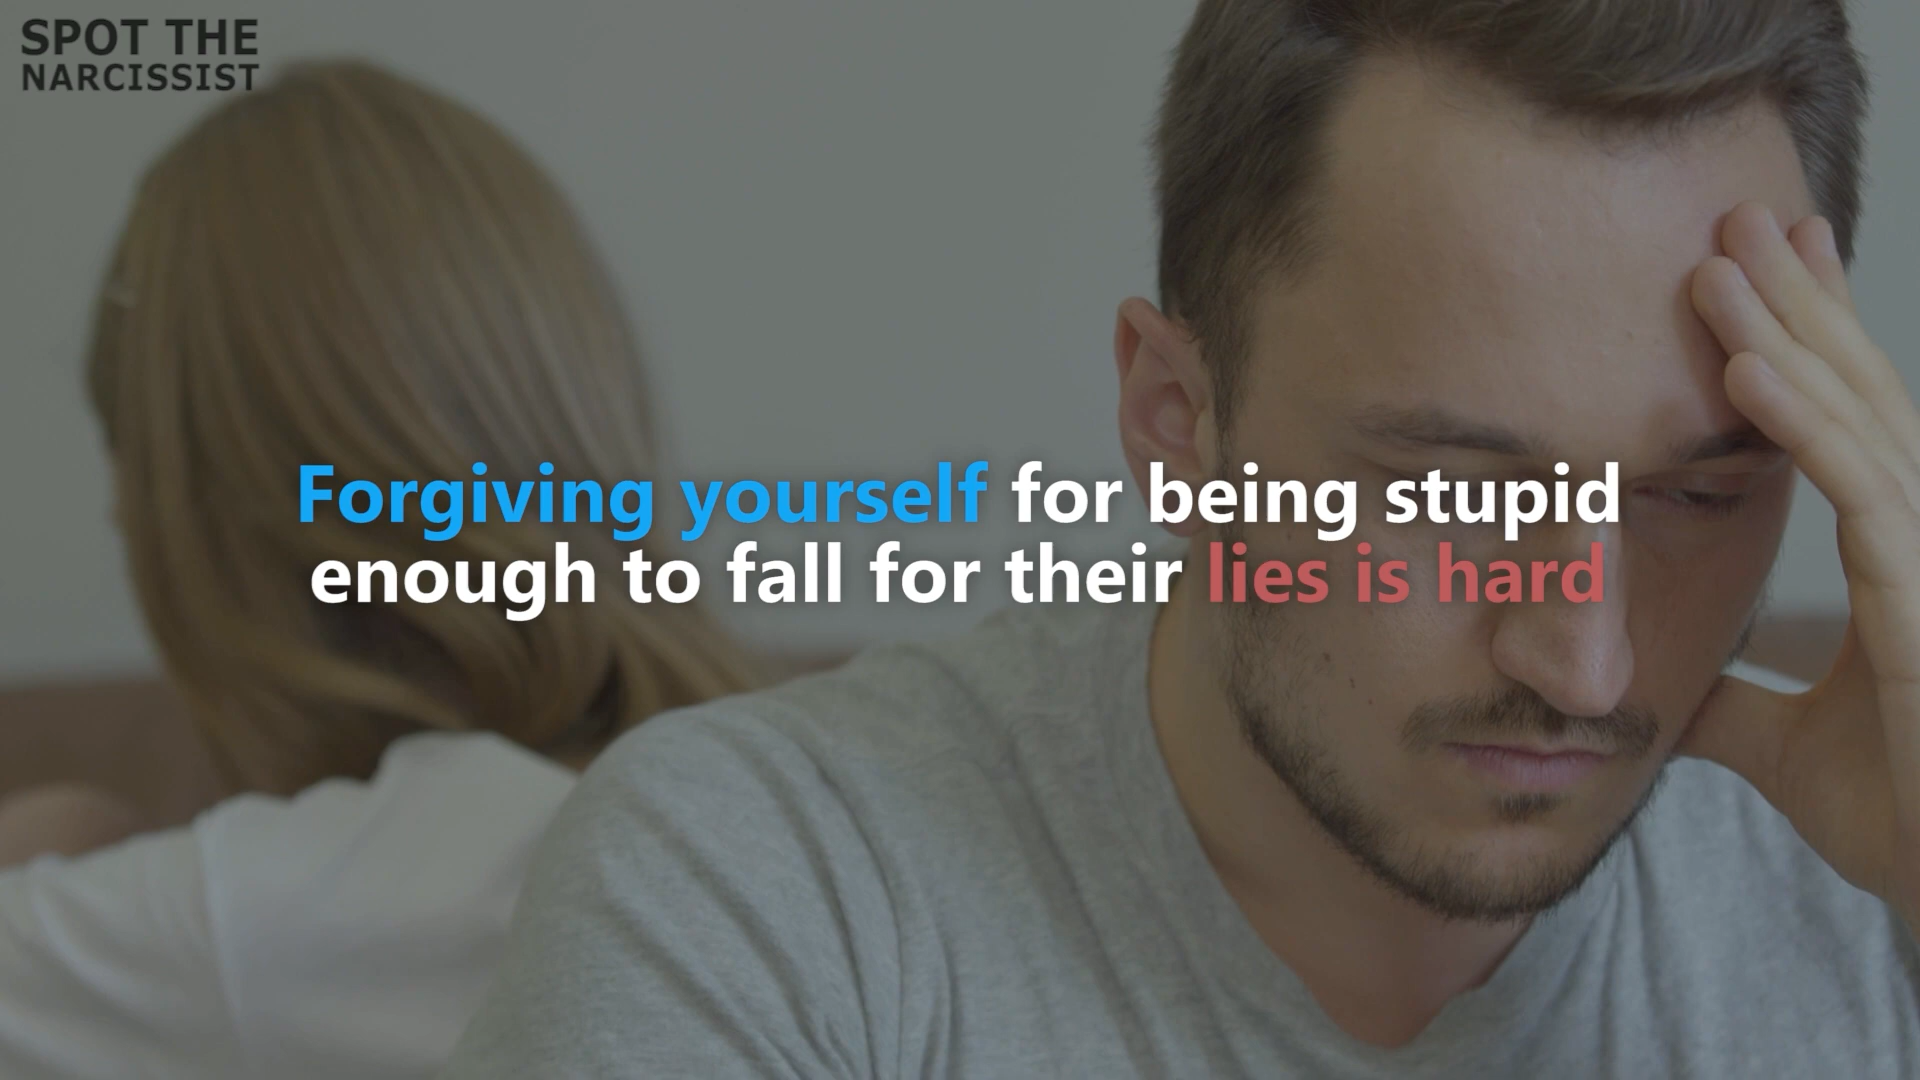 SPOT THE
NARCISSIST
Forgiving yourself for being stupid
enough to fall for their lies is hard